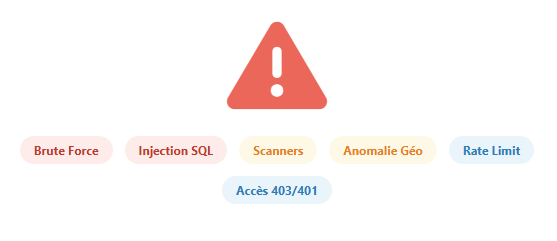 Brute Force Injection SQL Scanners Anomalie Géo Rate Limit
Accès 403/401